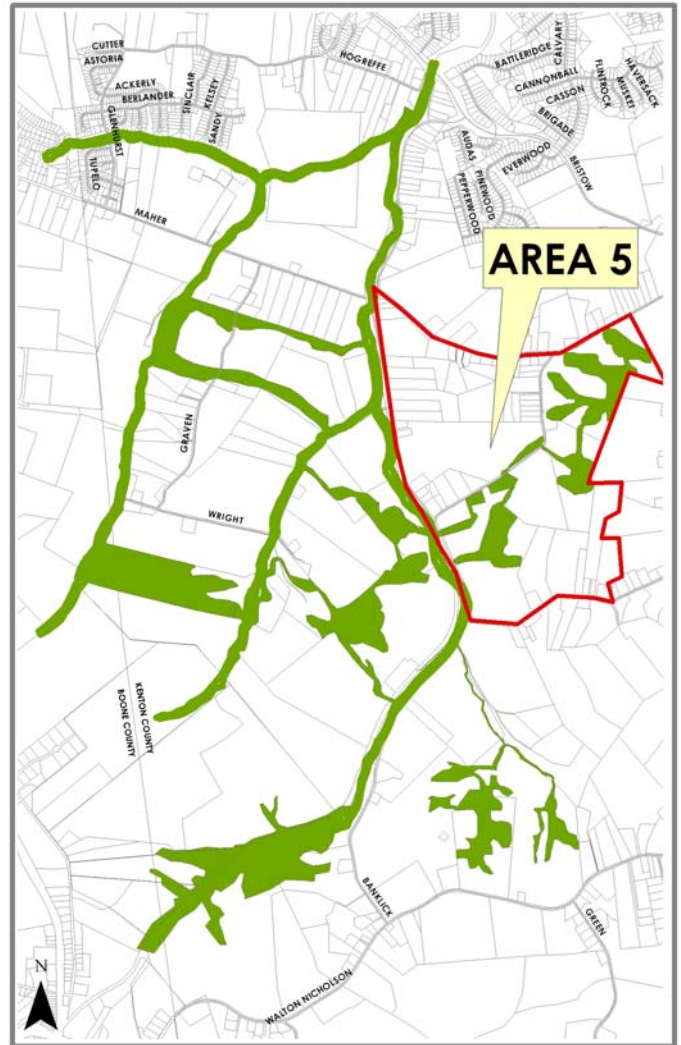 CUTTER
ASTORIA
ACKERLY
BERLANDER
GLENHURST
TUPELO
SINCLAIR
KELSEY
SANDY
HOGREFFE
BATTLERIDGE
CALVARY
CANNONBALL
CASSON
FLINTROCK
MUSKET
HAVERSACK
BRIGADE
EVERWOOD
BRISTOW
AUDAS
PINEWOOD
PEPPERWOOD
MAHER
AREA 5
GRAVEN
WRIGHT
KENTON COUNTY
BOONE COUNTY
BANKLICK
GREEN
WALTON NICHOLSON
N